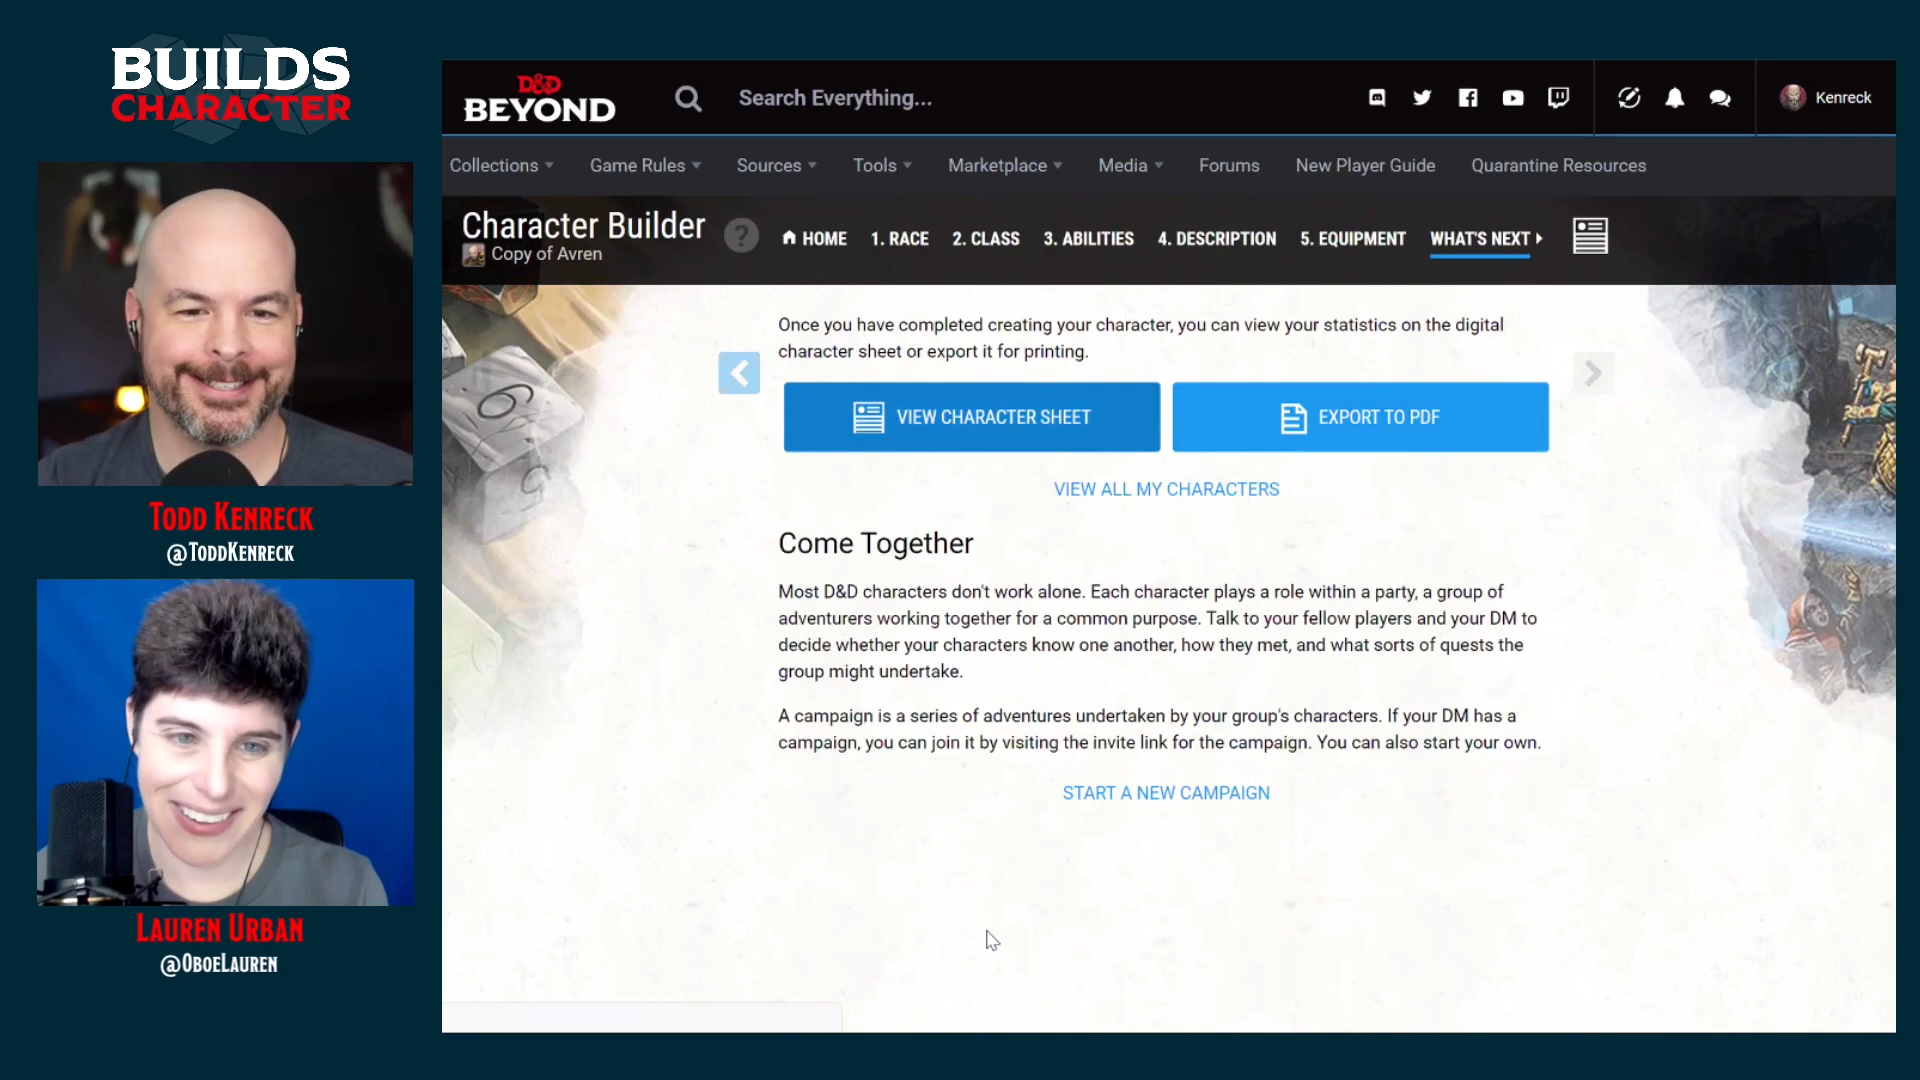 BUILDS
CHARACTER
TODD KENRECK
@TODDKENRECK
LAUREN URBAN
@OBOELAUREN
D&D
BEYOND
Search Everything...
Kenreck
Collections
Game Rules
Sources
Tools
Marketplace
Media
Forums
New Player Guide
Quarantine Resources
Character Builder
Copy of Avren
?
HOME
1. RACE
2. CLASS
3. ABILITIES
4. DESCRIPTION
5. EQUIPMENT
WHAT'S NEXT
Once you have completed creating your character, you can view your statistics on the digital
character sheet or export it for printing.
VIEW CHARACTER SHEET
EXPORT TO PDF
VIEW ALL MY CHARACTERS
Come Together
Most D&D characters don't work alone. Each character plays a role within a party, a group of
adventurers working together for a common purpose. Talk to your fellow players and your DM to
decide whether your characters know one another, how they met, and what sorts of quests the
group might undertake.
A campaign is a series of adventures undertaken by your group's characters. If your DM has a
campaign, you can join it by visiting the invite link for the campaign. You can also start your own.
START A NEW CAMPAIGN